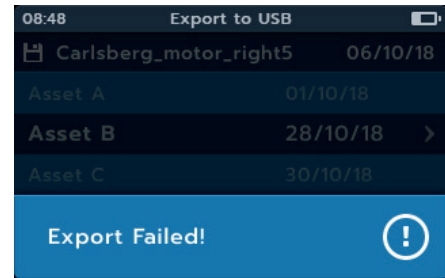 08:48 Export to USB
Carlsberg_motor_right5 06/10/18
Asset A 01/10/18
Asset B 28/10/18
Asset C 30/10/18
Export Failed!